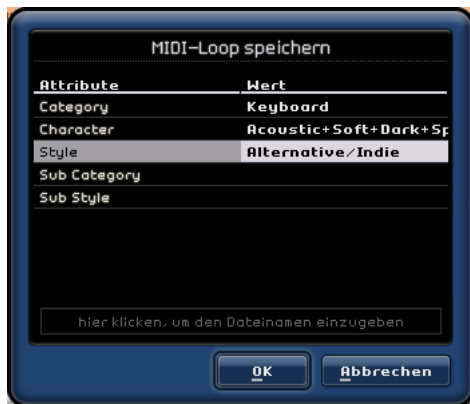 MIDI-Loop speichern
Attribute Wert
Category Keyboard
Character Acoustic+Soft+Dark+Sp
Style Alternative/Indie
Sub Category
Sub Style
hier klicken, um den Dateinamen einzugeben
OK Abbrechen